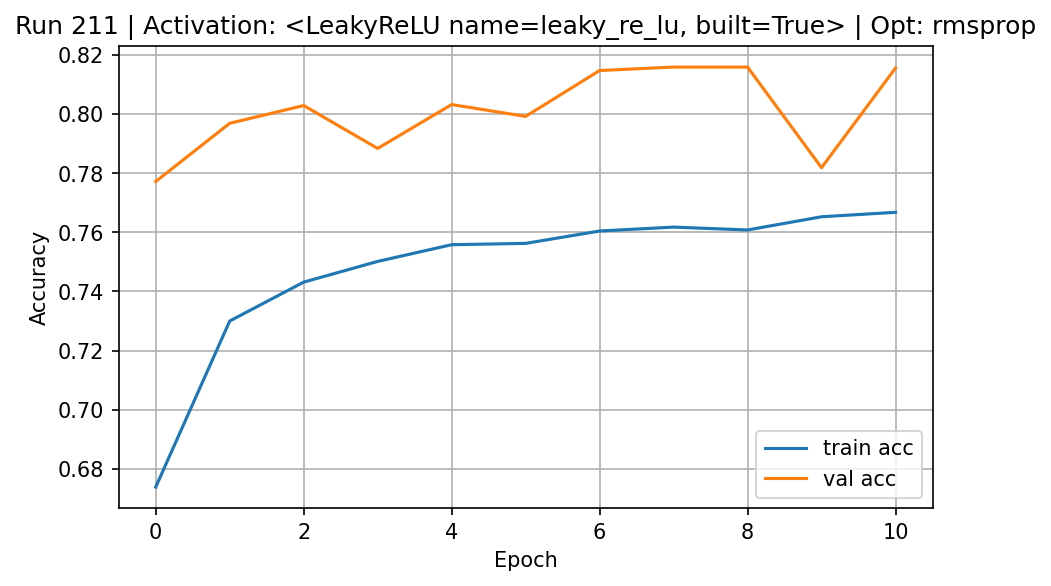 Run 211 | Activation: <LeakyReLU name=leaky_re_lu, built=True> | Opt: rmsprop
0.82
0.80
0.78
0.76
0.74
0.72
0.70
0.68
Accuracy
train acc
val acc
0 2 4 6 8 10
Epoch